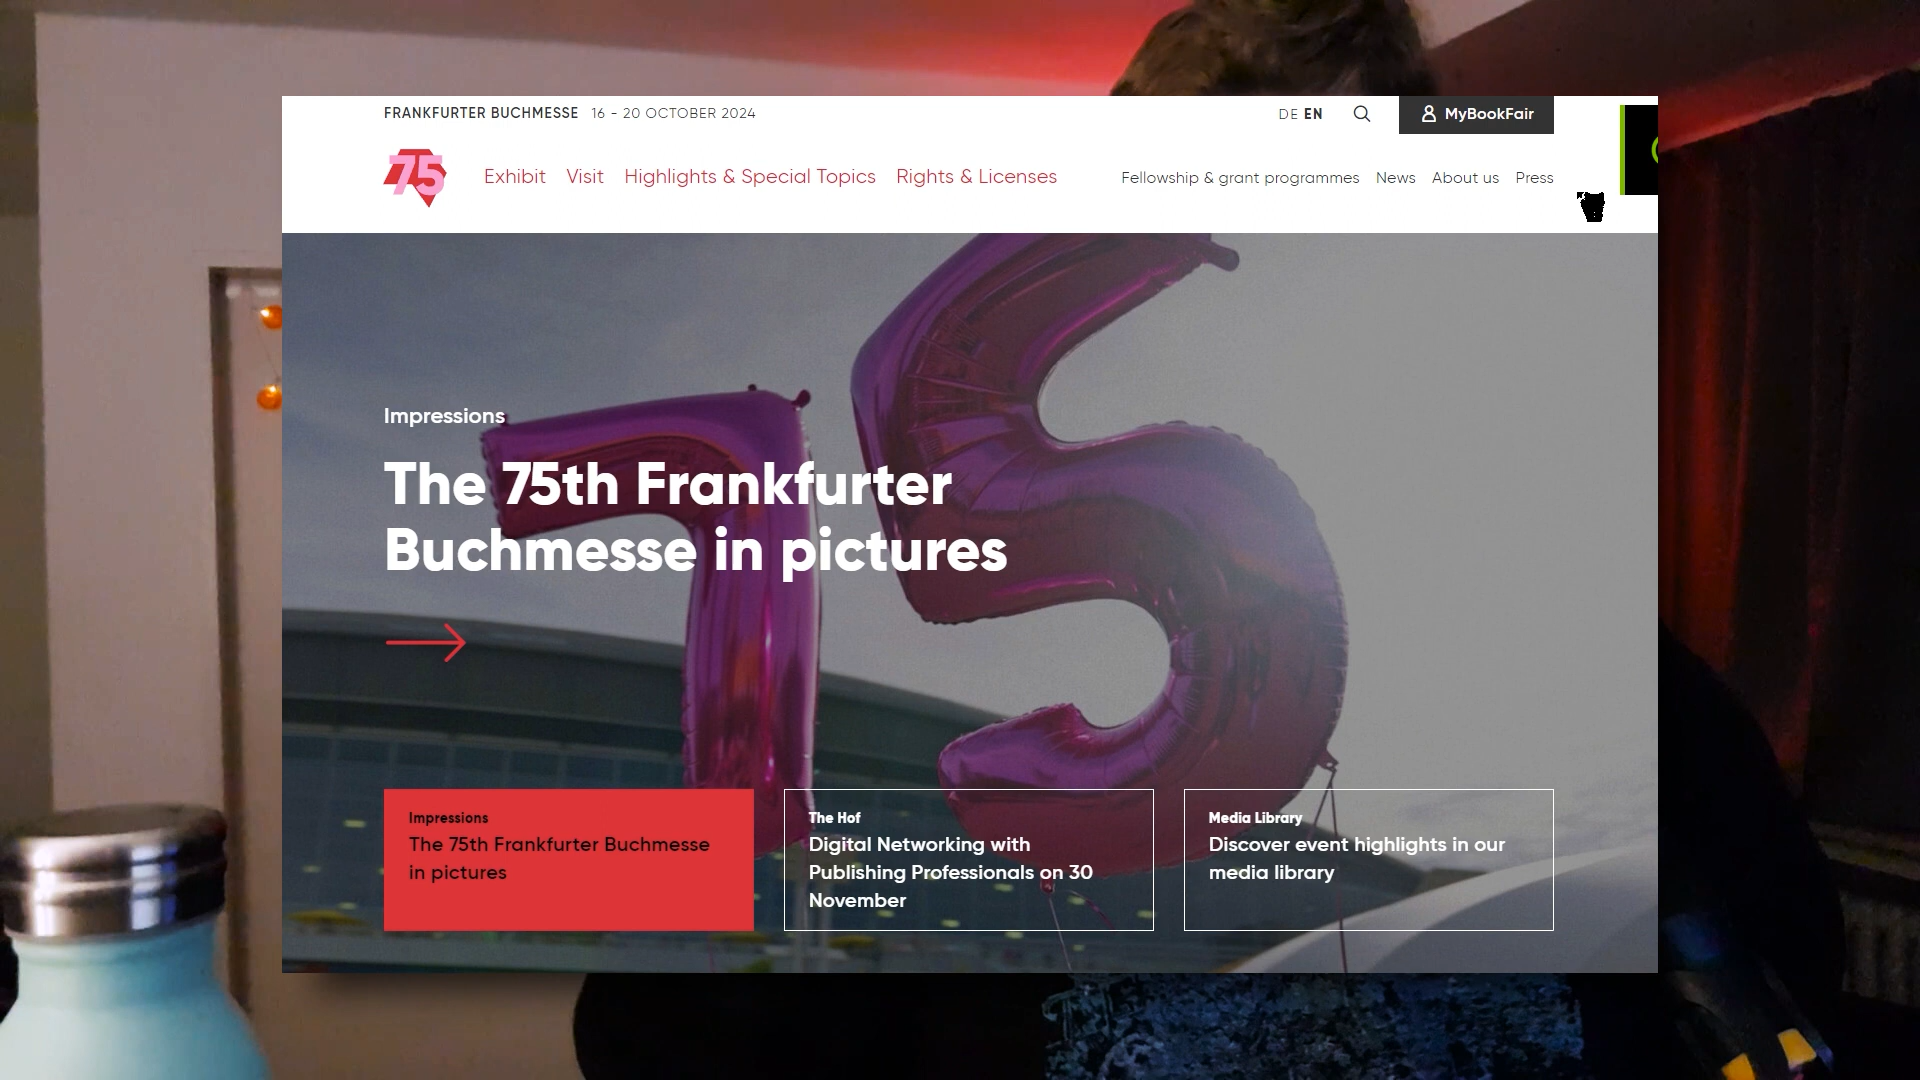 FRANKFURTER BUCHMESSE 16 - 20 OCTOBER 2024
DE EN
MyBookFair
75
Exhibit Visit Highlights & Special Topics Rights & Licenses
Fellowship & grant programmes News About us Press
Impressions
The 75th Frankfurter
Buchmesse in pictures
Impressions
The 75th Frankfurter Buchmesse
in pictures
The Hof
Digital Networking with
Publishing Professionals on 30
November
Media Library
Discover event highlights in our
media library